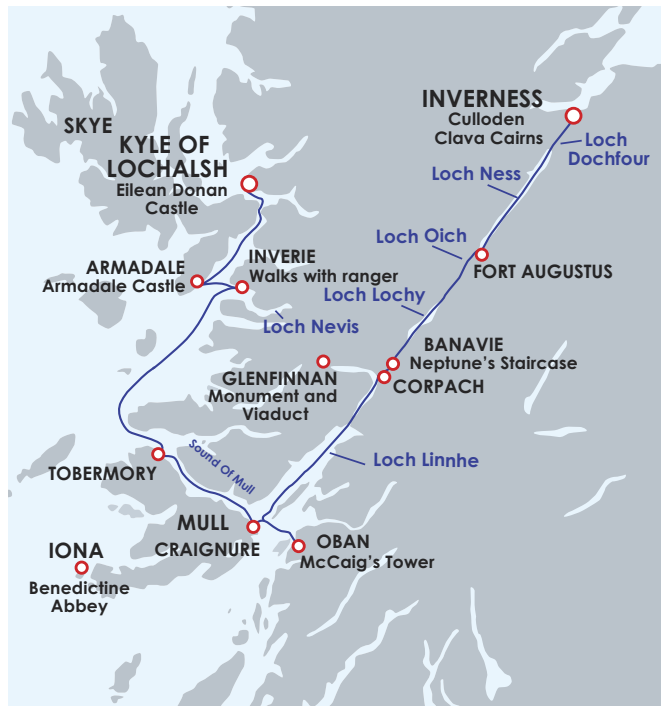 INVERNESS
Culloden
Clava Cairns
Loch
Dochfour
SKYE
KYLE OF
LOCHALSH
Eilean Donan
Castle
Loch Ness
Loch Oich
FORT AUGUSTUS
ARMADALE
Armadale Castle
INVERIE
Walks with ranger
Loch Lochy
Loch Nevis
BANAVIE
Neptune's Staircase
CORPACH
GLENFINNAN
Monument and
Viaduct
Loch Linnhe
TOBERMORY
Sound Of Mull
MULL
CRAIGNURE
OBAN
McCaig's Tower
IONA
Benedictine
Abbey